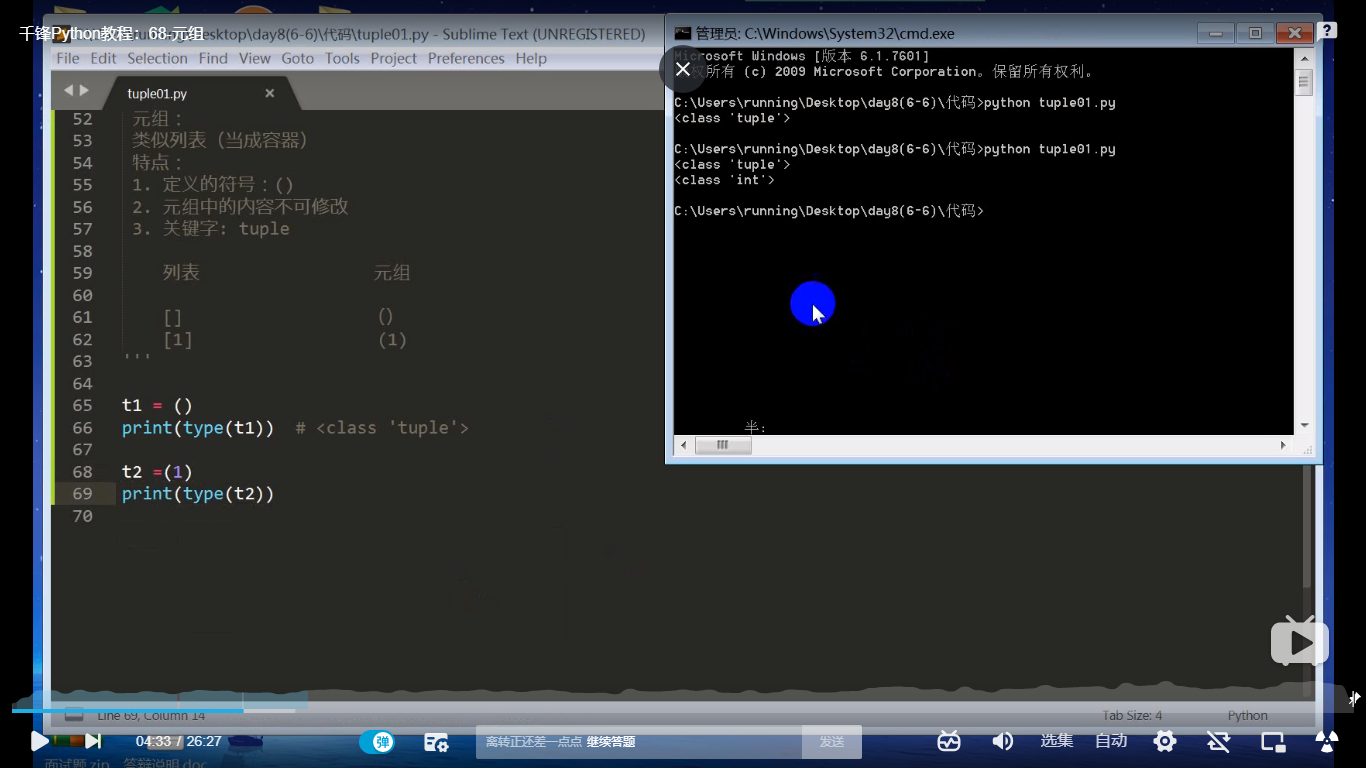 千锋Python教程：68-元组
esktop\day8(6-6)\代码\tuple01.py - Sublime Text (UNREGISTERED)
File Edit Selection Find View Goto Tools Project Preferences Help
tuple01.py
52 元组：
53 类似列表（当成容器）
54 特点：
55 1. 定义的符号：()
56 2. 元组中的内容不可修改
57 3. 关键字: tuple
58
59 列表 元组
60
61 [] ()
62 [1] (1)
63 '''
64
65 t1 = ()
66 print(type(t1)) # <class 'tuple'>
67
68 t2 =(1)
69 print(type(t2))
70
管理员: C:\Windows\System32\cmd.exe
Microsoft Windows [版本 6.1.7601]
权所有 (c) 2009 Microsoft Corporation。保留所有权利。
C:\Users\running\Desktop\day8(6-6)\代码>python tuple01.py
<class 'tuple'>
C:\Users\running\Desktop\day8(6-6)\代码>python tuple01.py
<class 'tuple'>
<class 'int'>
C:\Users\running\Desktop\day8(6-6)\代码>
半:
Line 69, Column 14
Tab Size: 4
Python
04:33 / 26:27
弹
离转正还差一点点 继续答题
发送
选集
自动
面试题.zip 答辩说明.doc